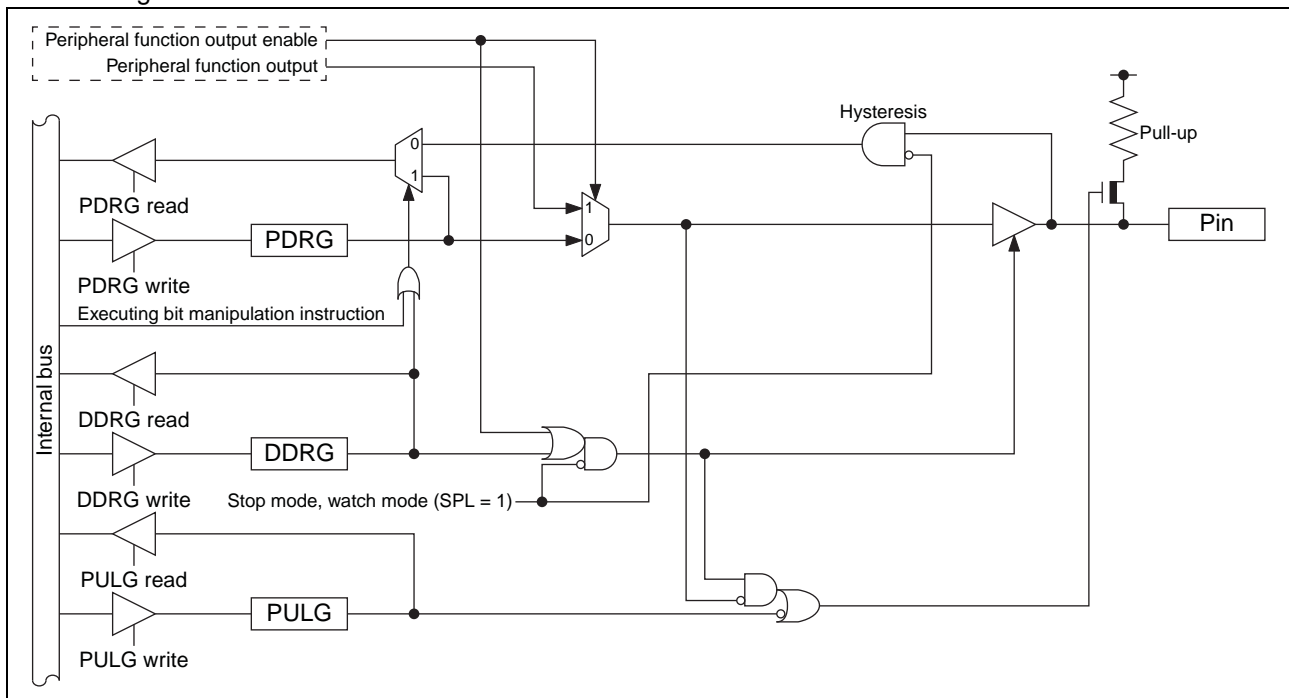 Peripheral function output enable
Peripheral function output
Hysteresis
Pull-up
0
1
PDRG read
1
PDRG
0
Pin
PDRG write
Executing bit manipulation instruction
Internal bus
DDRG read
DDRG
DDRG write
Stop mode, watch mode (SPL = 1)
PULG read
PULG
PULG write